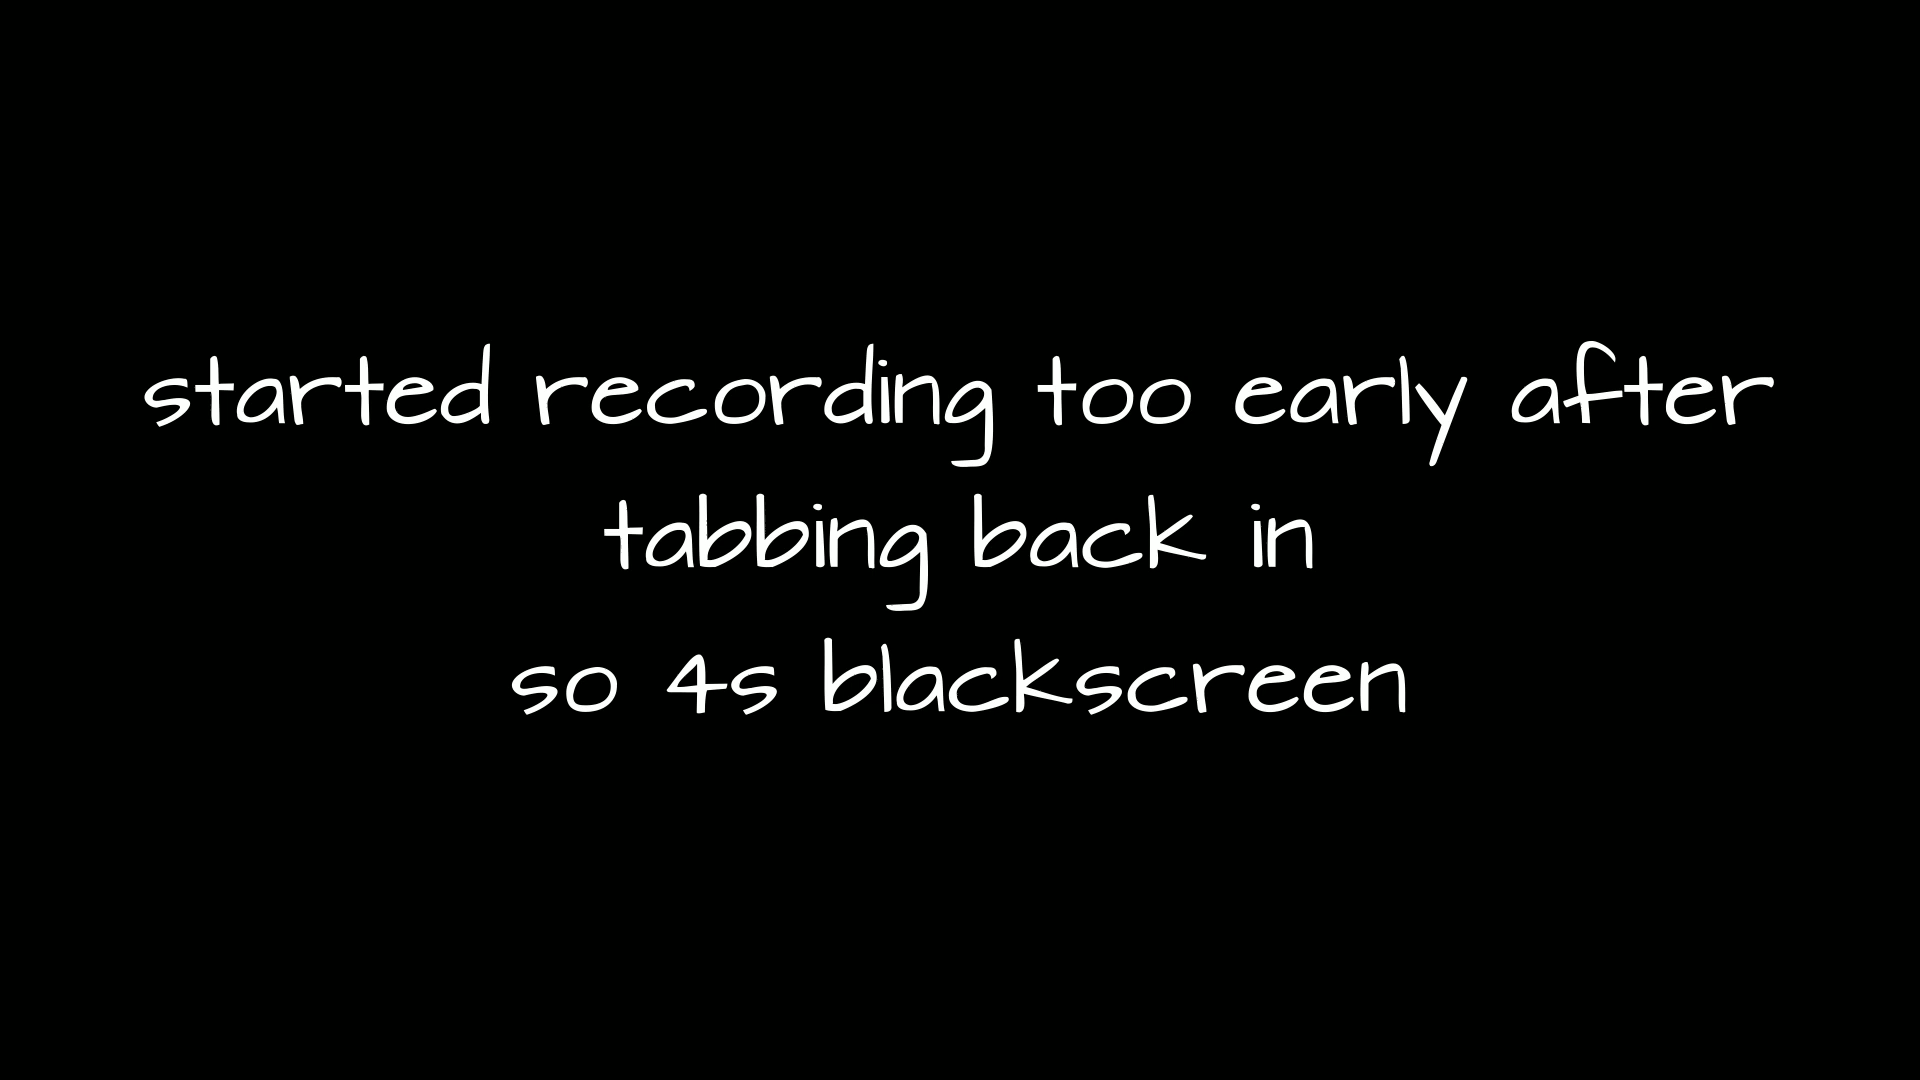 started recording too early after
tabbing back in
so 4s blackscreen